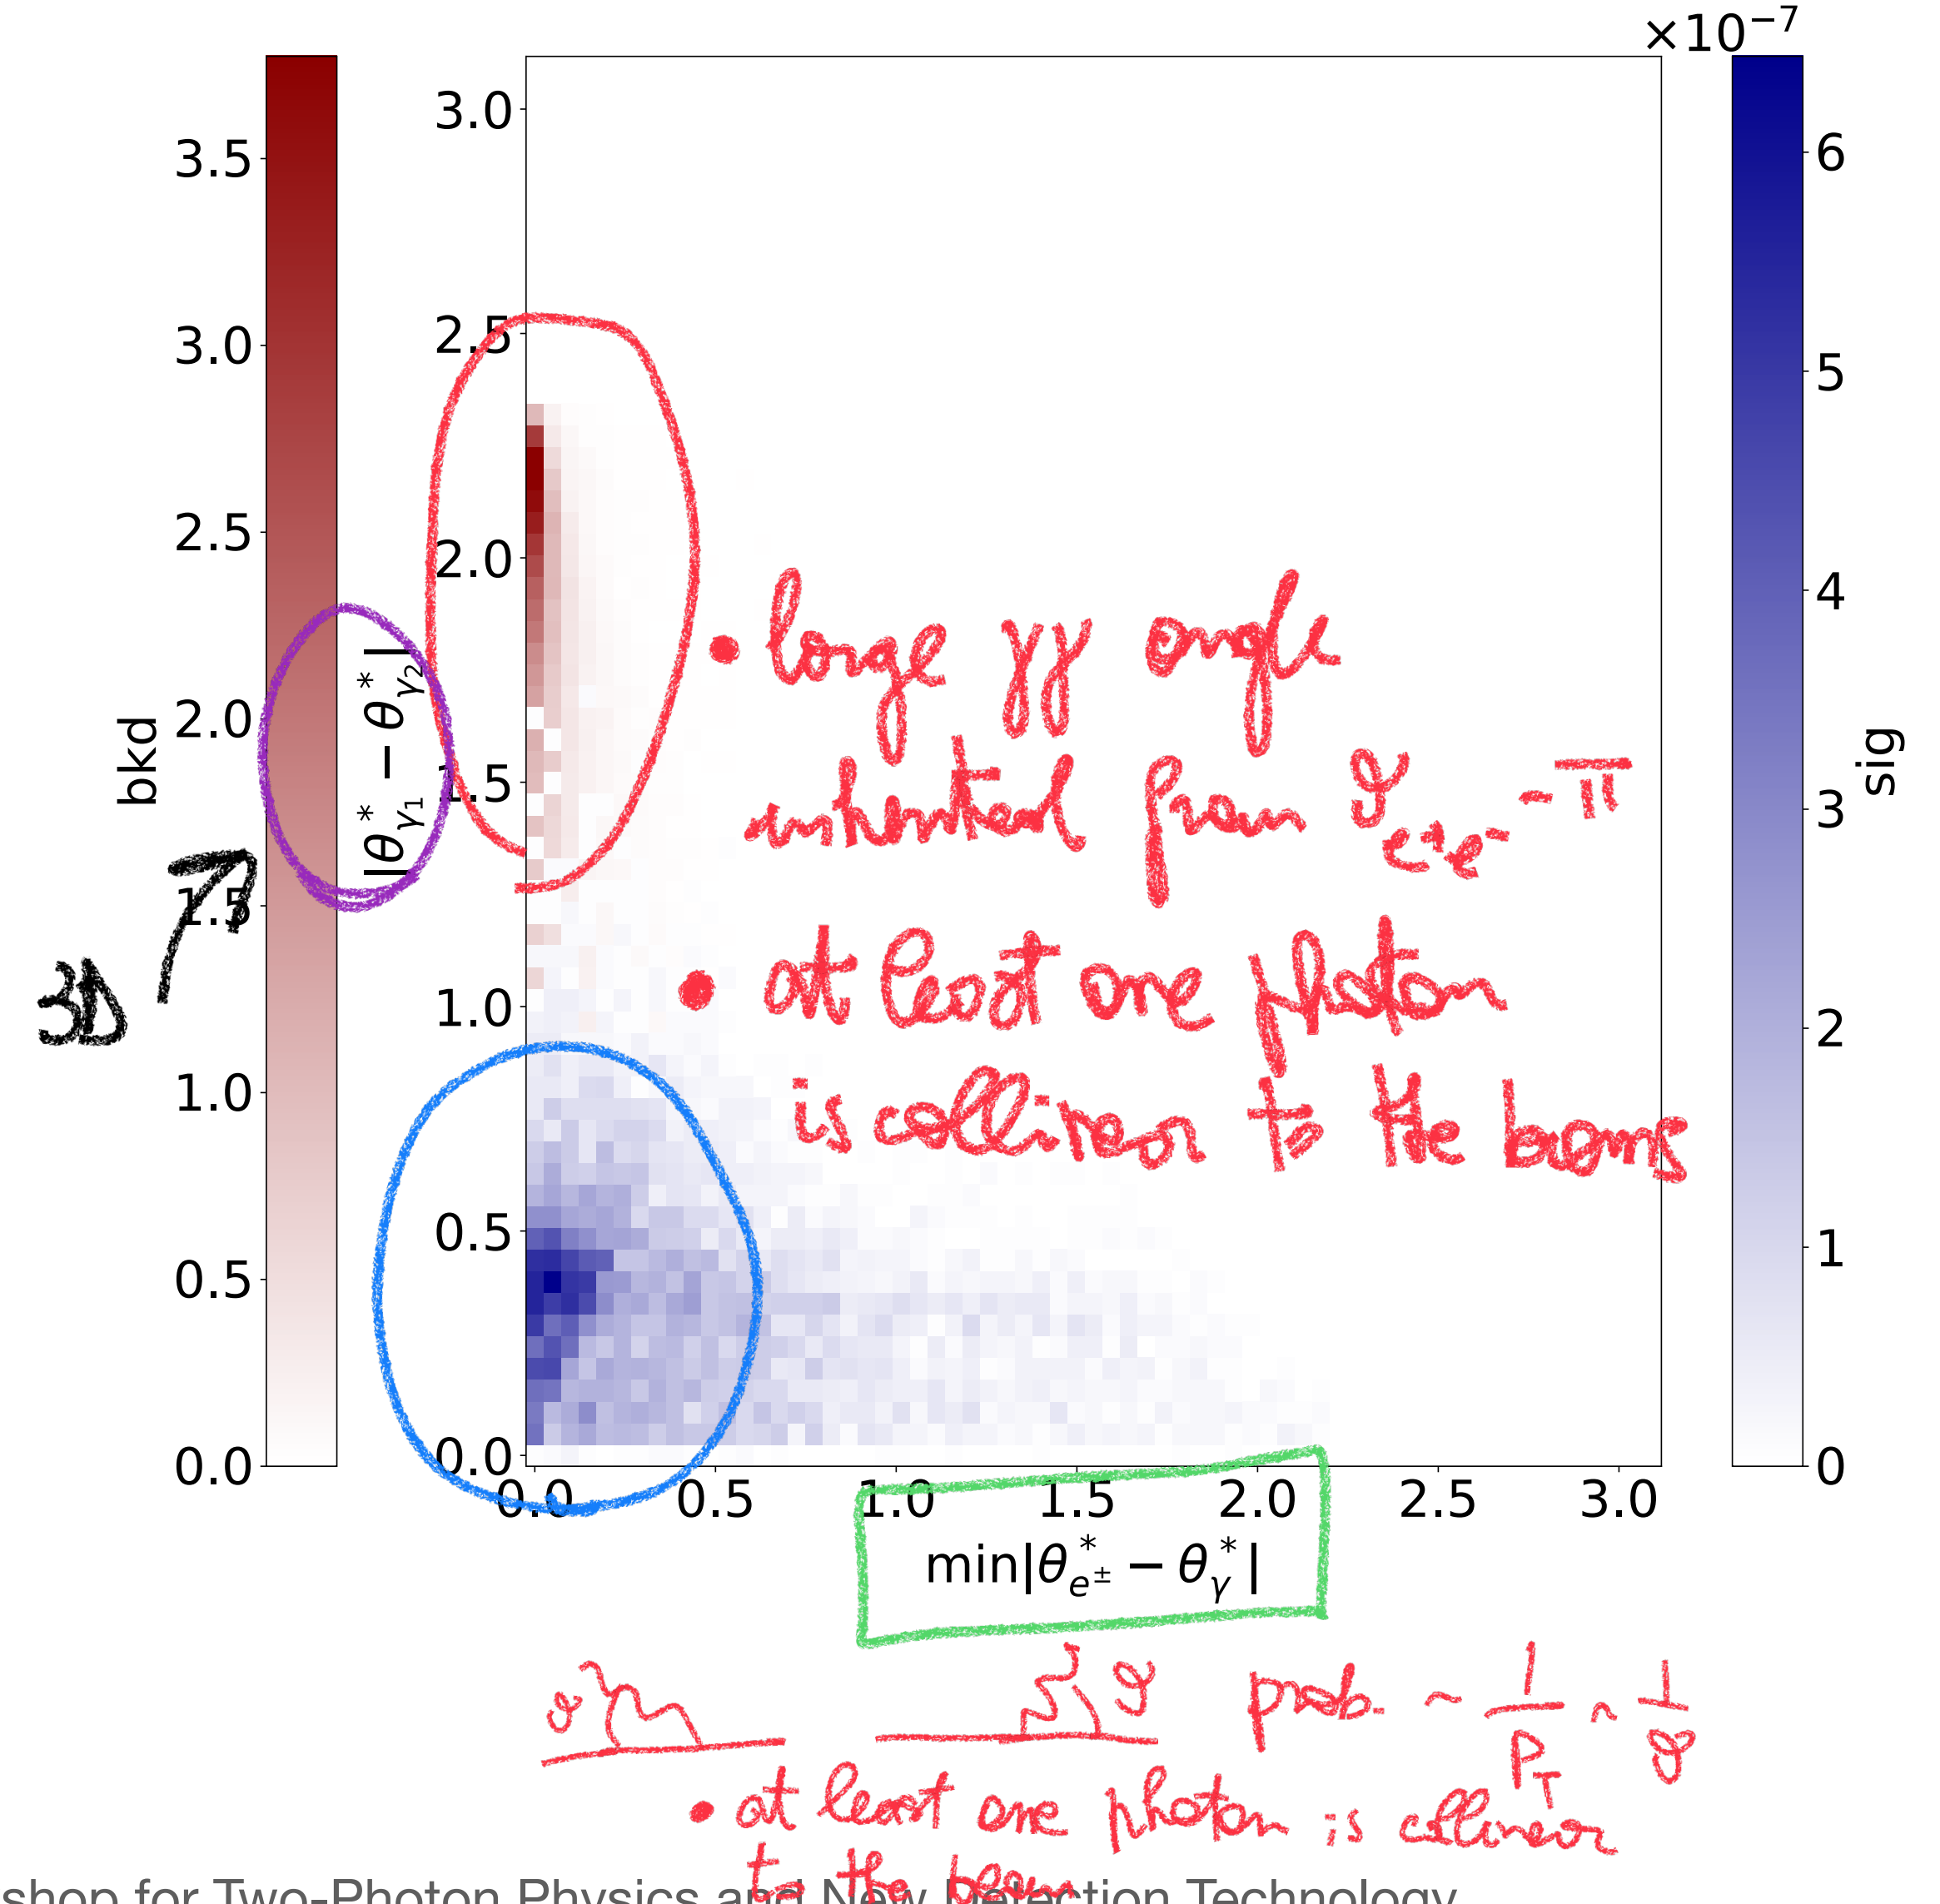 ×10⁻⁷
3.5
3.0
2.5
2.0
1.5
1.0
0.5
0.0
bkd
3D
|θ*γ₁ − θ*γ₂|
3.0
2.5
2.0
1.5
1.0
0.5
0.0
• large γγ angle
inherited from θ e⁺e⁻ - π
• at least one photon
is collinear to the beams
0.0 0.5 1.0 1.5 2.0 2.5 3.0
min|θ*e± − θ*γ|
6
5
4
3
2
1
0
sig
θ θ prob. ~ 1/P_T ~ 1/θ
• at least one photon is collinear
to the beam
shop for Two-Photon Physics and New Detection Technology